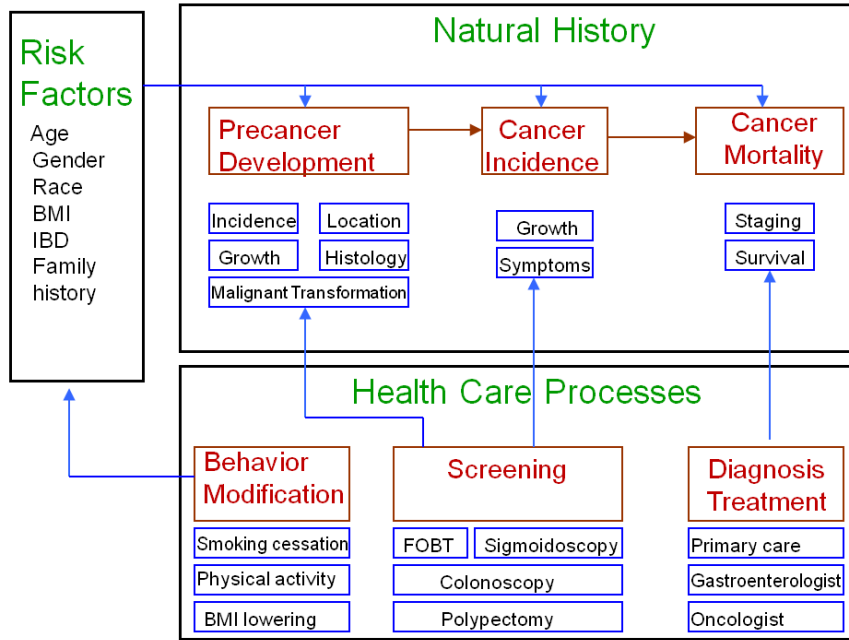 Risk
Factors
Age
Gender
Race
BMI
IBD
Family
history
Natural History
Precancer
Development
Cancer
Incidence
Cancer
Mortality
Incidence
Location
Growth
Histology
Malignant Transformation
Growth
Symptoms
Staging
Survival
Health Care Processes
Behavior
Modification
Smoking cessation
Physical activity
BMI lowering
Screening
FOBT
Sigmoidoscopy
Colonoscopy
Polypectomy
Diagnosis
Treatment
Primary care
Gastroenterologist
Oncologist